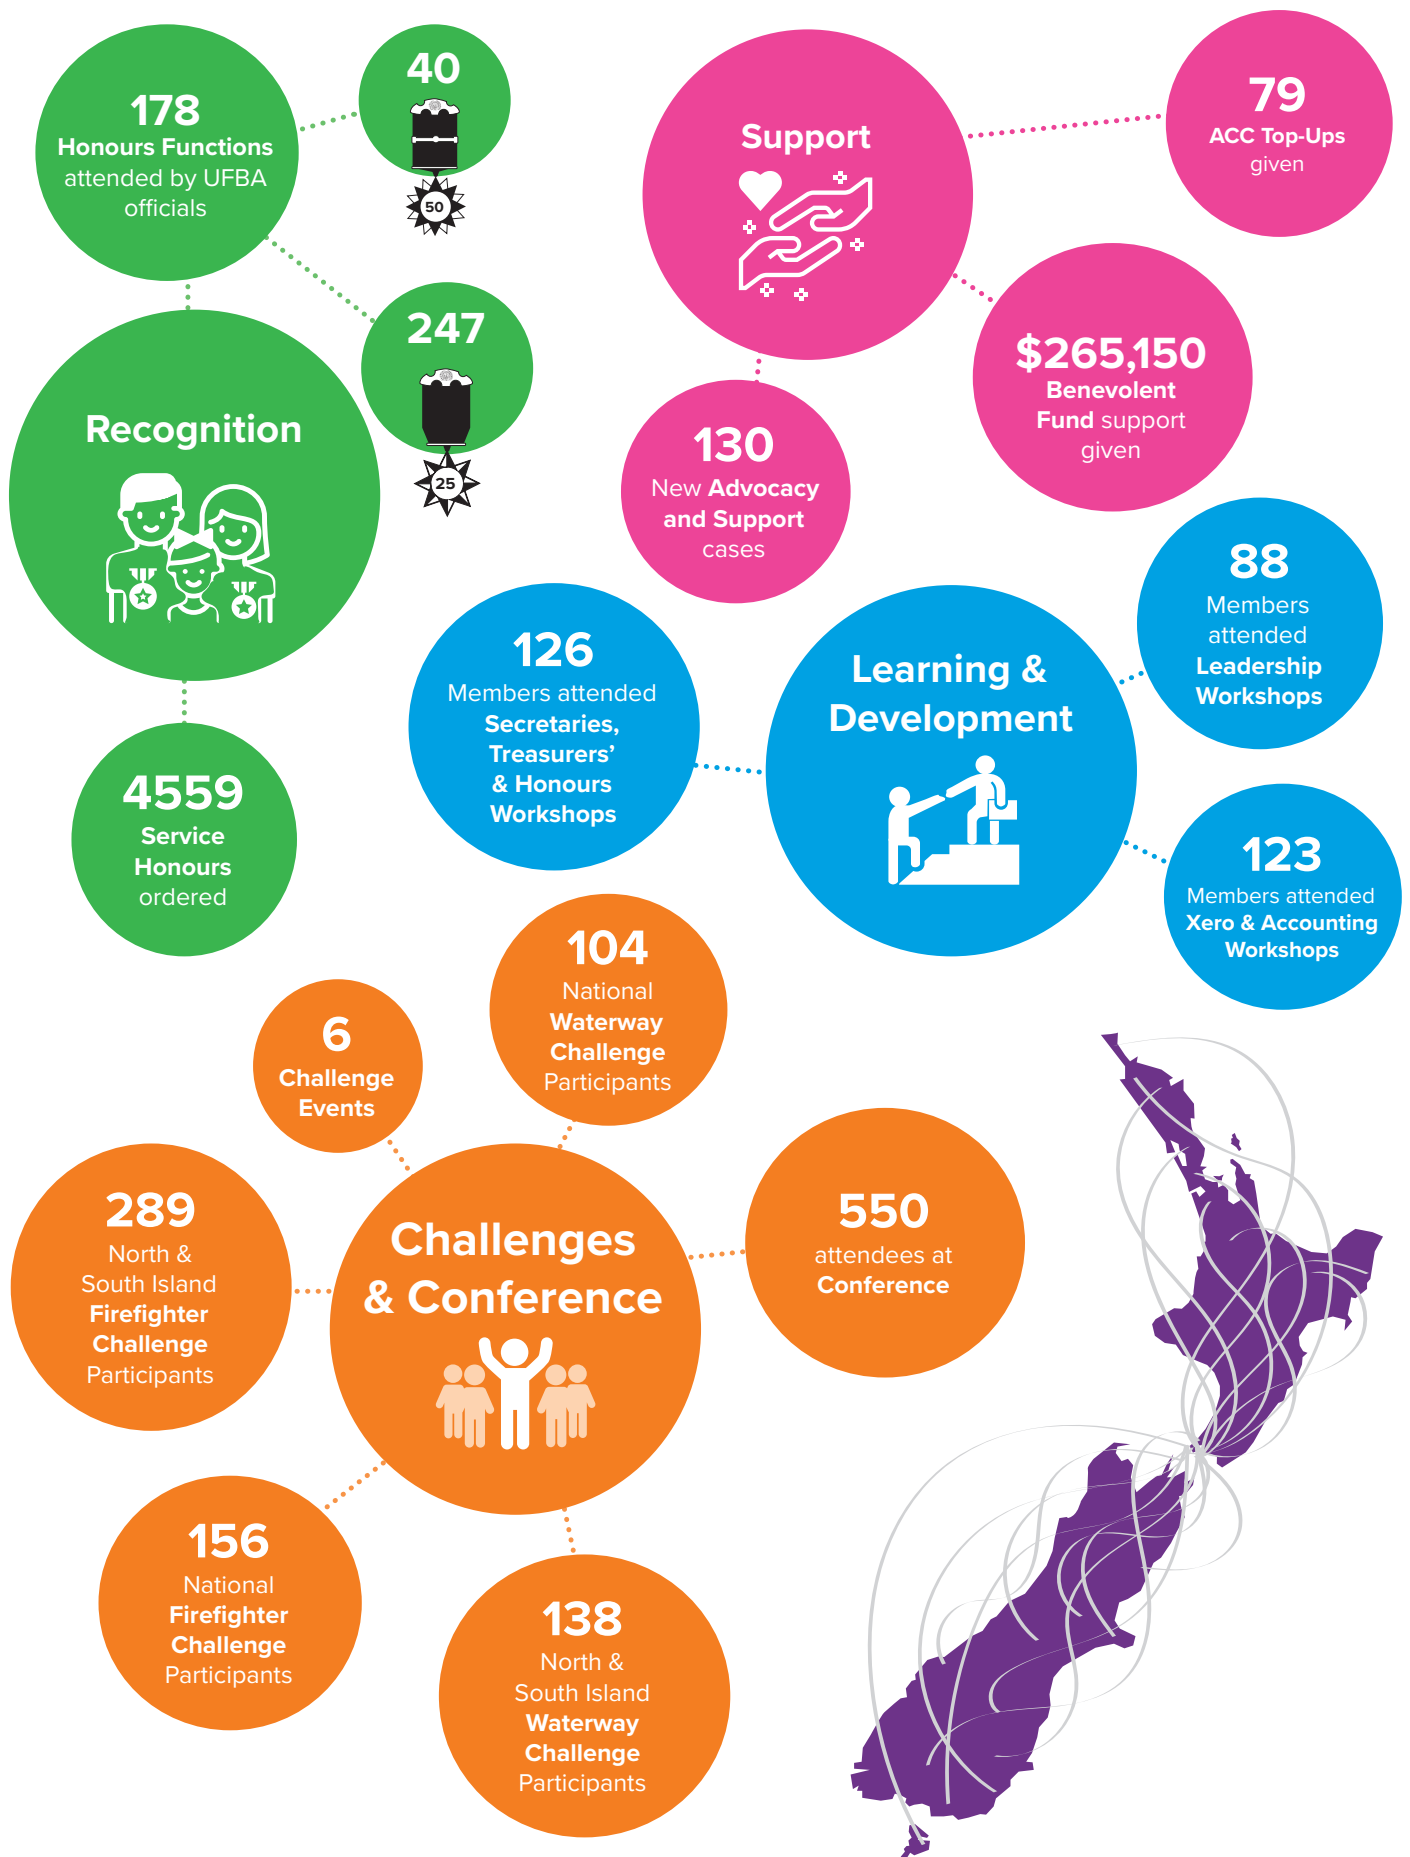 178
Honours Functions
attended by UFBA
officials
40
50
247
25
Recognition
4559
Service
Honours
ordered
Support
79
ACC Top-Ups
given
$265,150
Benevolent
Fund support
given
130
New Advocacy
and Support
cases
Learning &
Development
88
Members
attended
Leadership
Workshops
126
Members attended
Secretaries,
Treasurers’
& Honours
Workshops
123
Members attended
Xero & Accounting
Workshops
Challenges
& Conference
104
National
Waterway
Challenge
Participants
6
Challenge
Events
289
North &
South Island
Firefighter
Challenge
Participants
550
attendees at
Conference
156
National
Firefighter
Challenge
Participants
138
North &
South Island
Waterway
Challenge
Participants